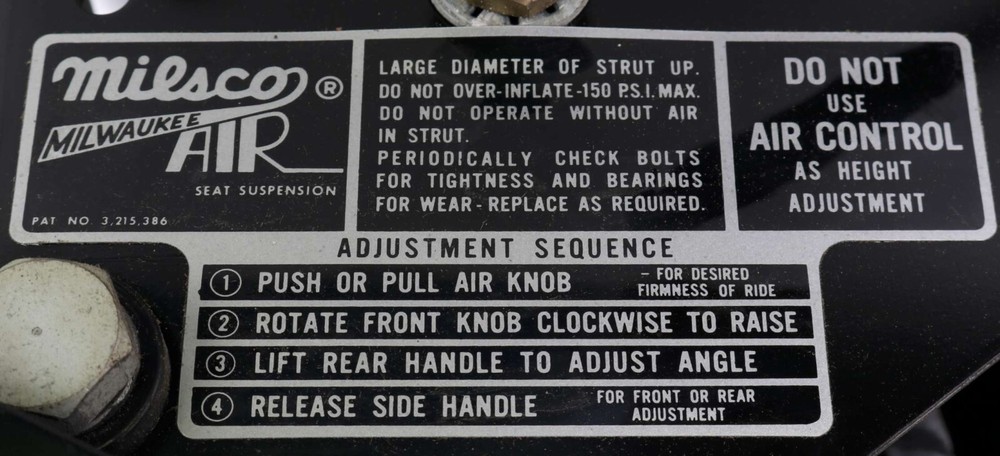 Milsco ®
MILWAUKEE
AIR
SEAT SUSPENSION
PAT NO 3,215,386
LARGE DIAMETER OF STRUT UP.
DO NOT OVER-INFLATE-150 P.S.I. MAX.
DO NOT OPERATE WITHOUT AIR
IN STRUT.
PERIODICALLY CHECK BOLTS
FOR TIGHTNESS AND BEARINGS
FOR WEAR-REPLACE AS REQUIRED.
DO NOT
USE
AIR CONTROL
AS HEIGHT
ADJUSTMENT
ADJUSTMENT SEQUENCE
① PUSH OR PULL AIR KNOB
- FOR DESIRED
FIRMNESS OF RIDE
② ROTATE FRONT KNOB CLOCKWISE TO RAISE
③ LIFT REAR HANDLE TO ADJUST ANGLE
④ RELEASE SIDE HANDLE
FOR FRONT OR REAR
ADJUSTMENT